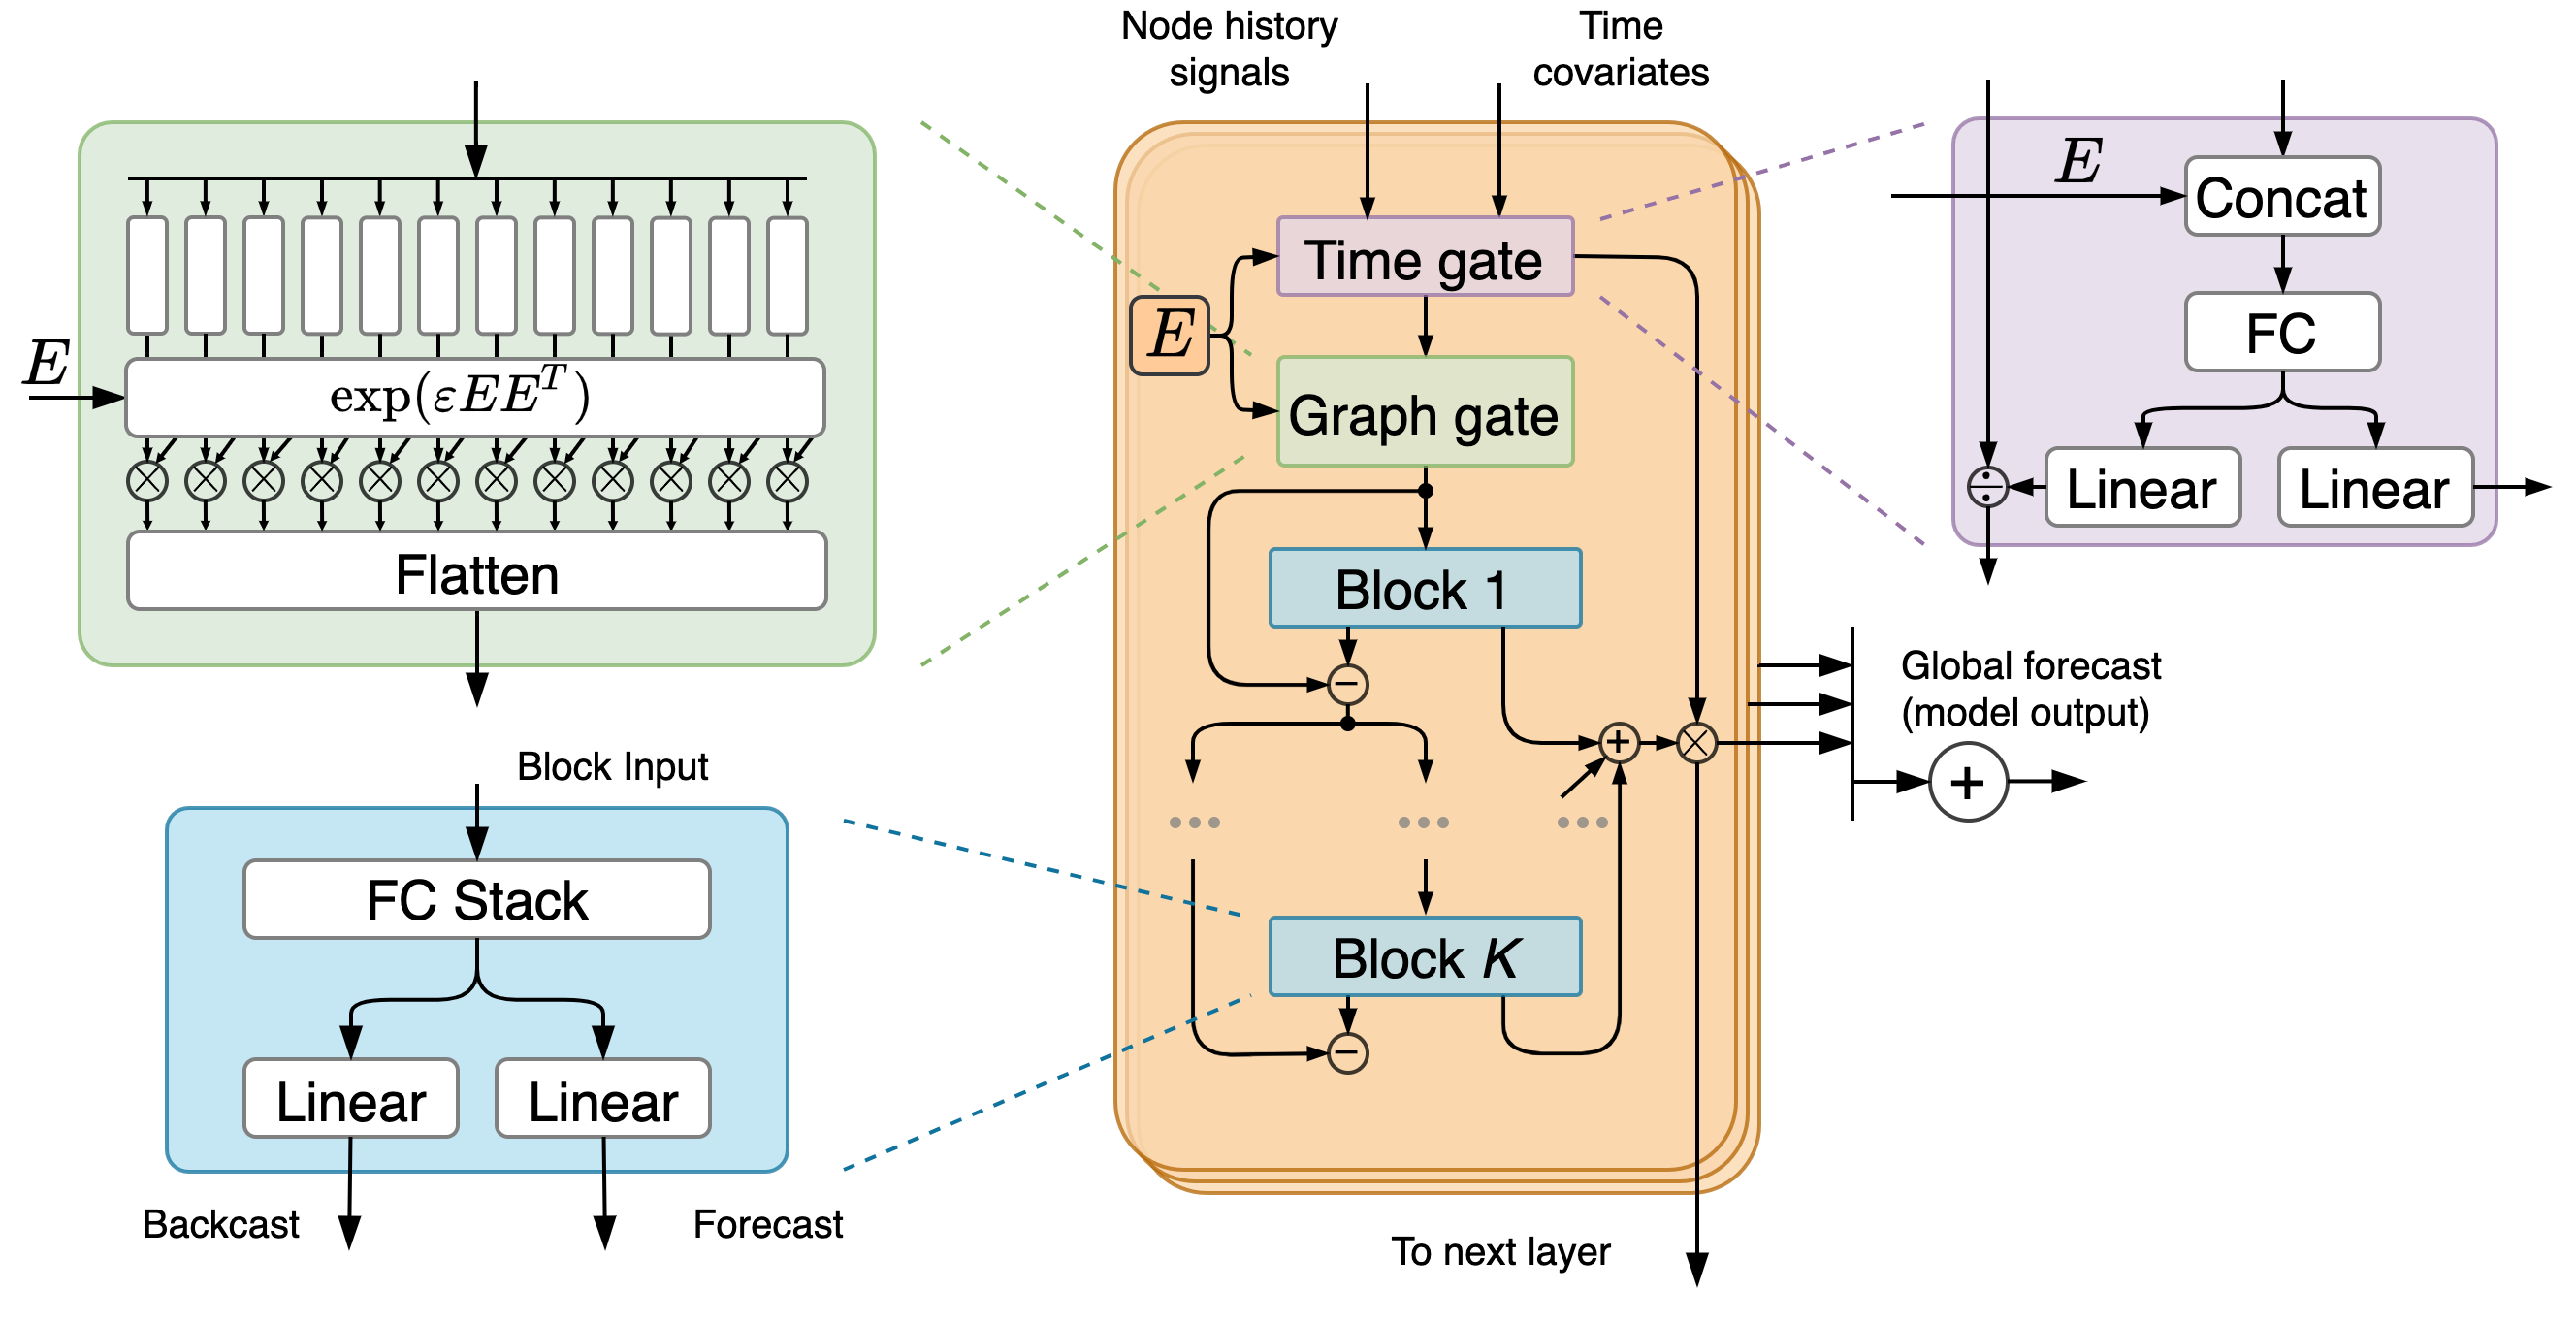 Node history
signals
Time
covariates
E
exp(εEEᵀ)
Flatten
Block Input
FC Stack
Linear
Linear
Backcast
Forecast
Time gate
E
Graph gate
Block 1
−
+
×
...
...
...
Block K
−
To next layer
E
Concat
FC
÷
Linear
Linear
Global forecast
(model output)
+